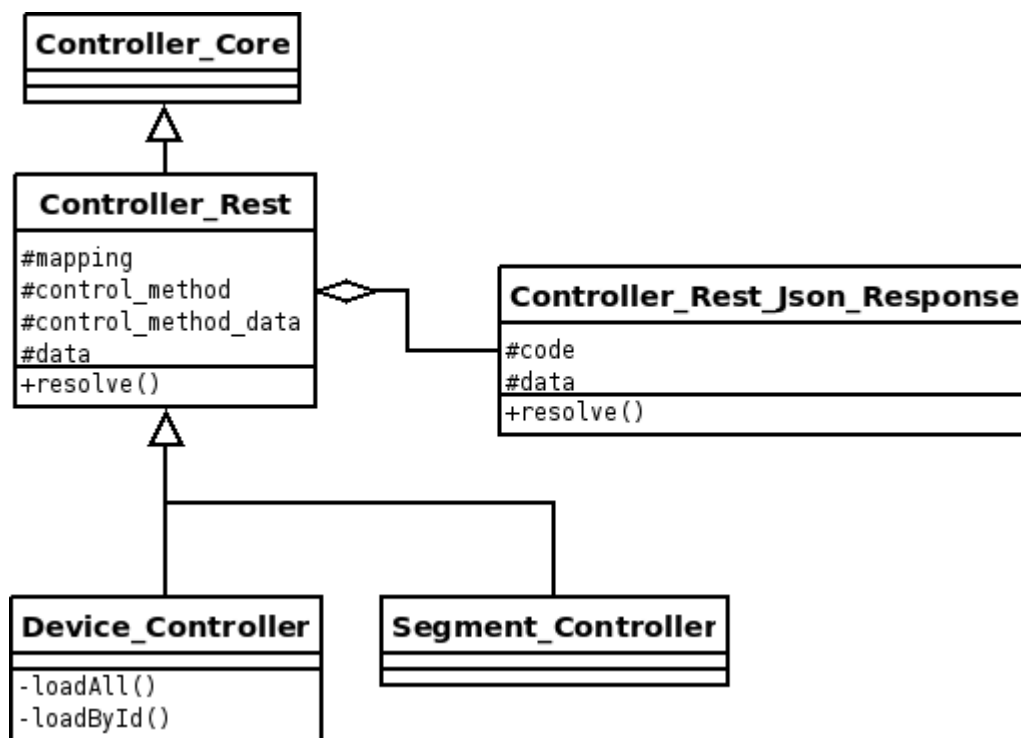 Controller_Core
Controller_Rest
#mapping
#control_method
#control_method_data
#data
+resolve()
Controller_Rest_Json_Response
#code
#data
+resolve()
Device_Controller
-loadAll()
-loadById()
Segment_Controller